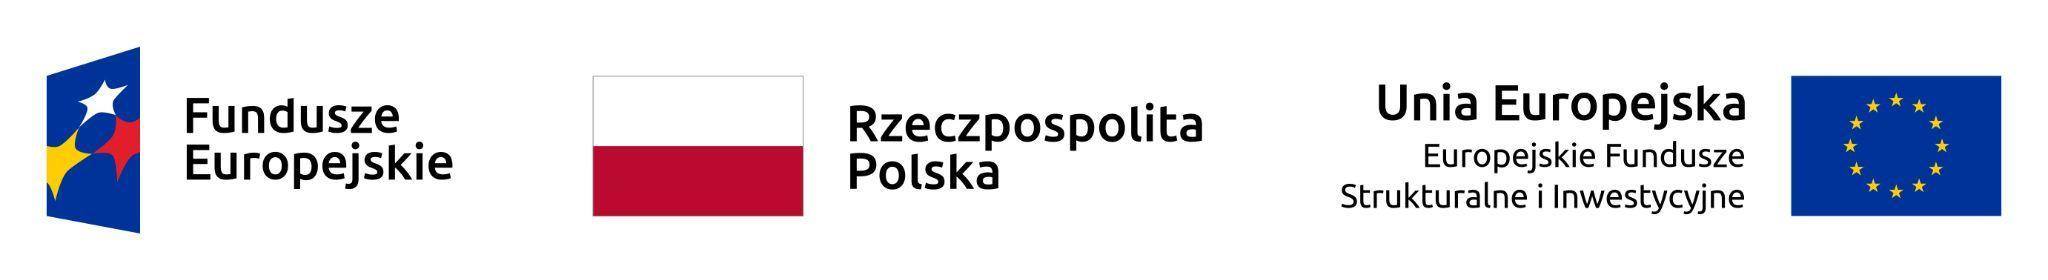 Fundusze
Europejskie
Rzeczpospolita
Polska
Unia Europejska
Europejskie Fundusze
Strukturalne i Inwestycyjne